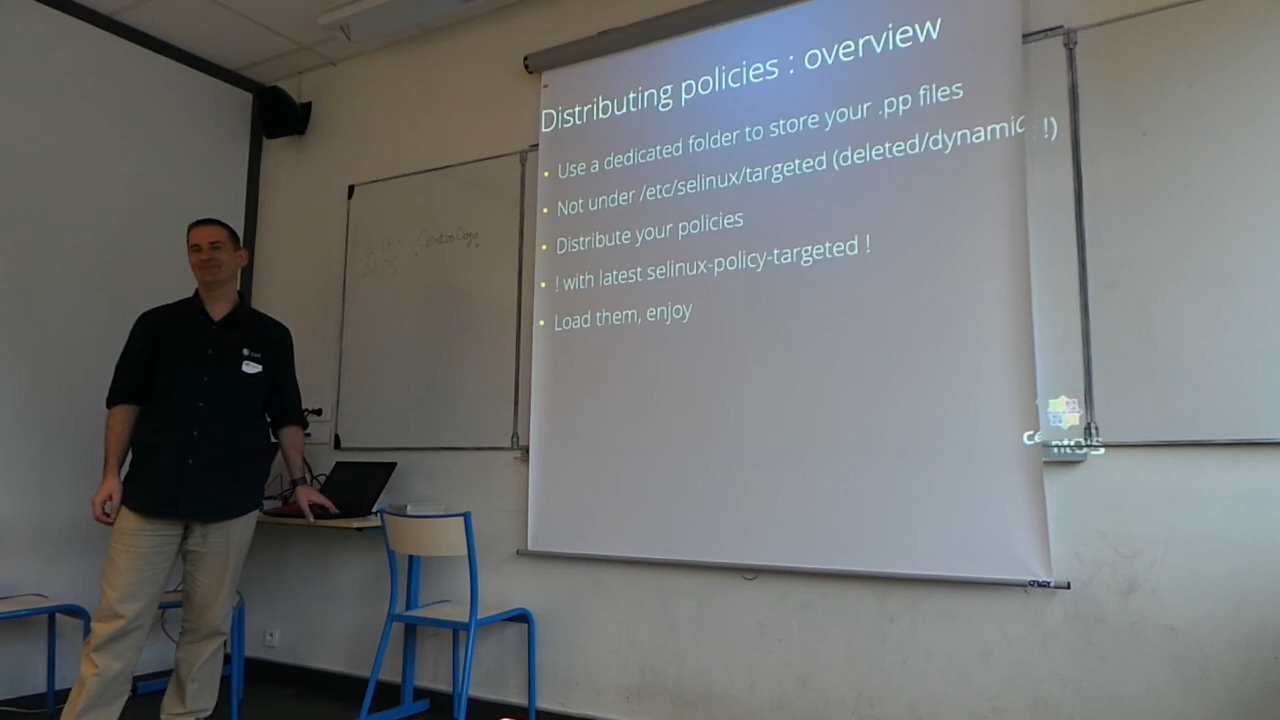 Distributing policies : overview
Use a dedicated folder to store your .pp files
Not under /etc/selinux/targeted (deleted/dynamic !)
Distribute your policies
! with latest selinux-policy-targeted !
Load them, enjoy
CentOS